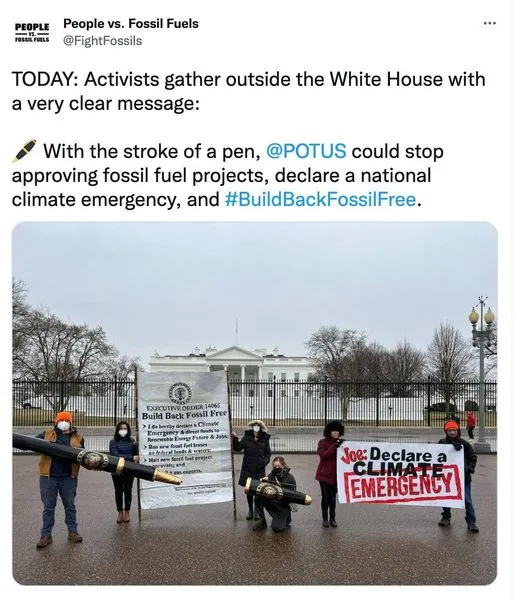 PEOPLE
VS.
FOSSIL FUELS
People vs. Fossil Fuels
@FightFossils
TODAY: Activists gather outside the White House with
a very clear message:
With the stroke of a pen, @POTUS could stop
approving fossil fuel projects, declare a national
climate emergency, and #BuildBackFossilFree.
EXECUTIVE ORDER 14065
Build Back Fossil Free
I do hereby declare a Climate
Emergency & direct funds to
Renewable Energy Future & Jobs
Ban new fossil fuel leases
on federal lands & waters;
new fossil fuel project
approvals; and
gas exports.
Joe: Declare a
CLIMATE
EMERGENCY